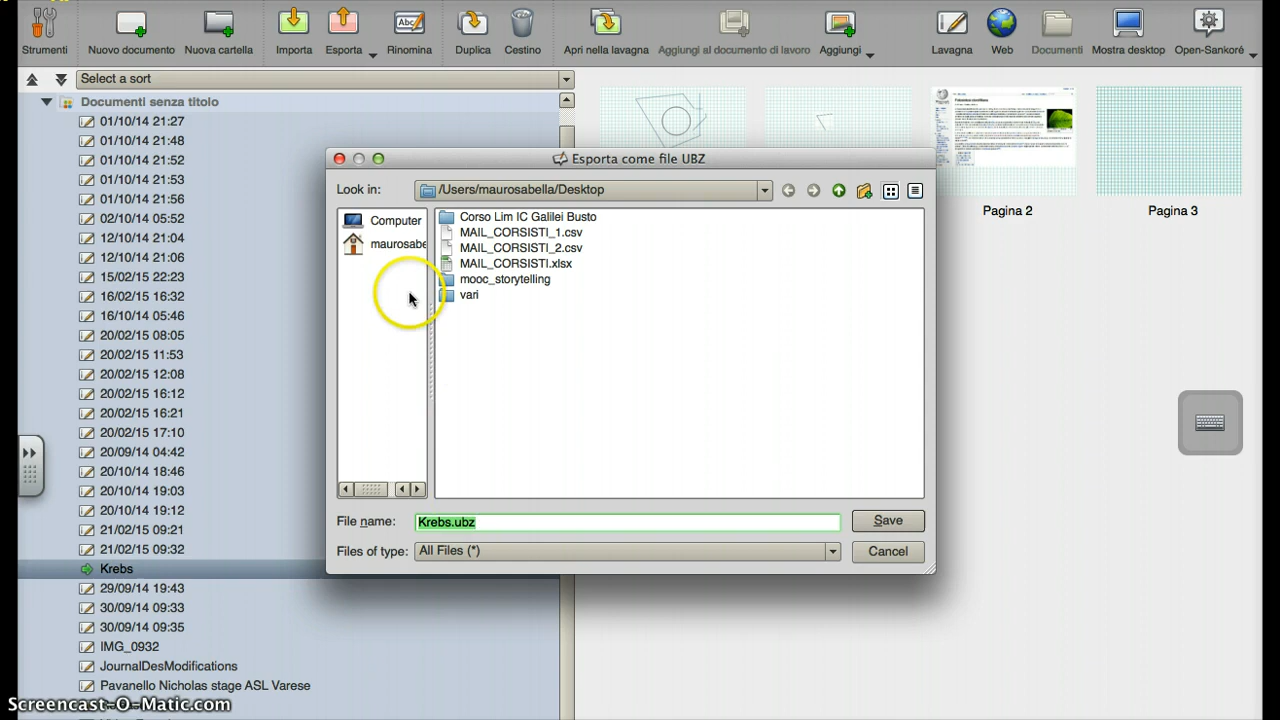 Strumenti
Nuovo documento
Nuova cartella
Importa
Esporta
Rinomina
Duplica
Cestino
Apri nella lavagna
Aggiungi al documento di lavoro
Aggiungi
Lavagna
Web
Documenti
Mostra desktop
Open-Sankoré
Select a sort
Documenti senza titolo
01/10/14 21:27
01/10/14 21:48
01/10/14 21:52
01/10/14 21:53
01/10/14 21:56
02/10/14 05:52
12/10/14 21:04
12/10/14 21:06
15/02/15 22:23
16/02/15 16:32
16/10/14 05:46
20/02/15 08:05
20/02/15 11:53
20/02/15 12:08
20/02/15 16:12
20/02/15 16:21
20/02/15 17:10
20/09/14 04:42
20/10/14 18:46
20/10/14 19:03
20/10/14 19:12
21/02/15 09:21
21/02/15 09:32
Krebs
29/09/14 19:43
30/09/14 09:33
30/09/14 09:35
IMG_0932
JournalDesModifications
Pavanello Nicholas stage ASL Varese
Esporta come file UBZ
Look in:
/Users/maurosabella/Desktop
Computer
maurosabe
Corso Lim IC Galilei Busto
MAIL_CORSISTI_1.csv
MAIL_CORSISTI_2.csv
MAIL_CORSISTI.xlsx
mooc_storytelling
vari
File name:
Krebs.ubz
Save
Files of type:
All Files (*)
Cancel
Pagina 2
Pagina 3
Screencast-O-Matic.com